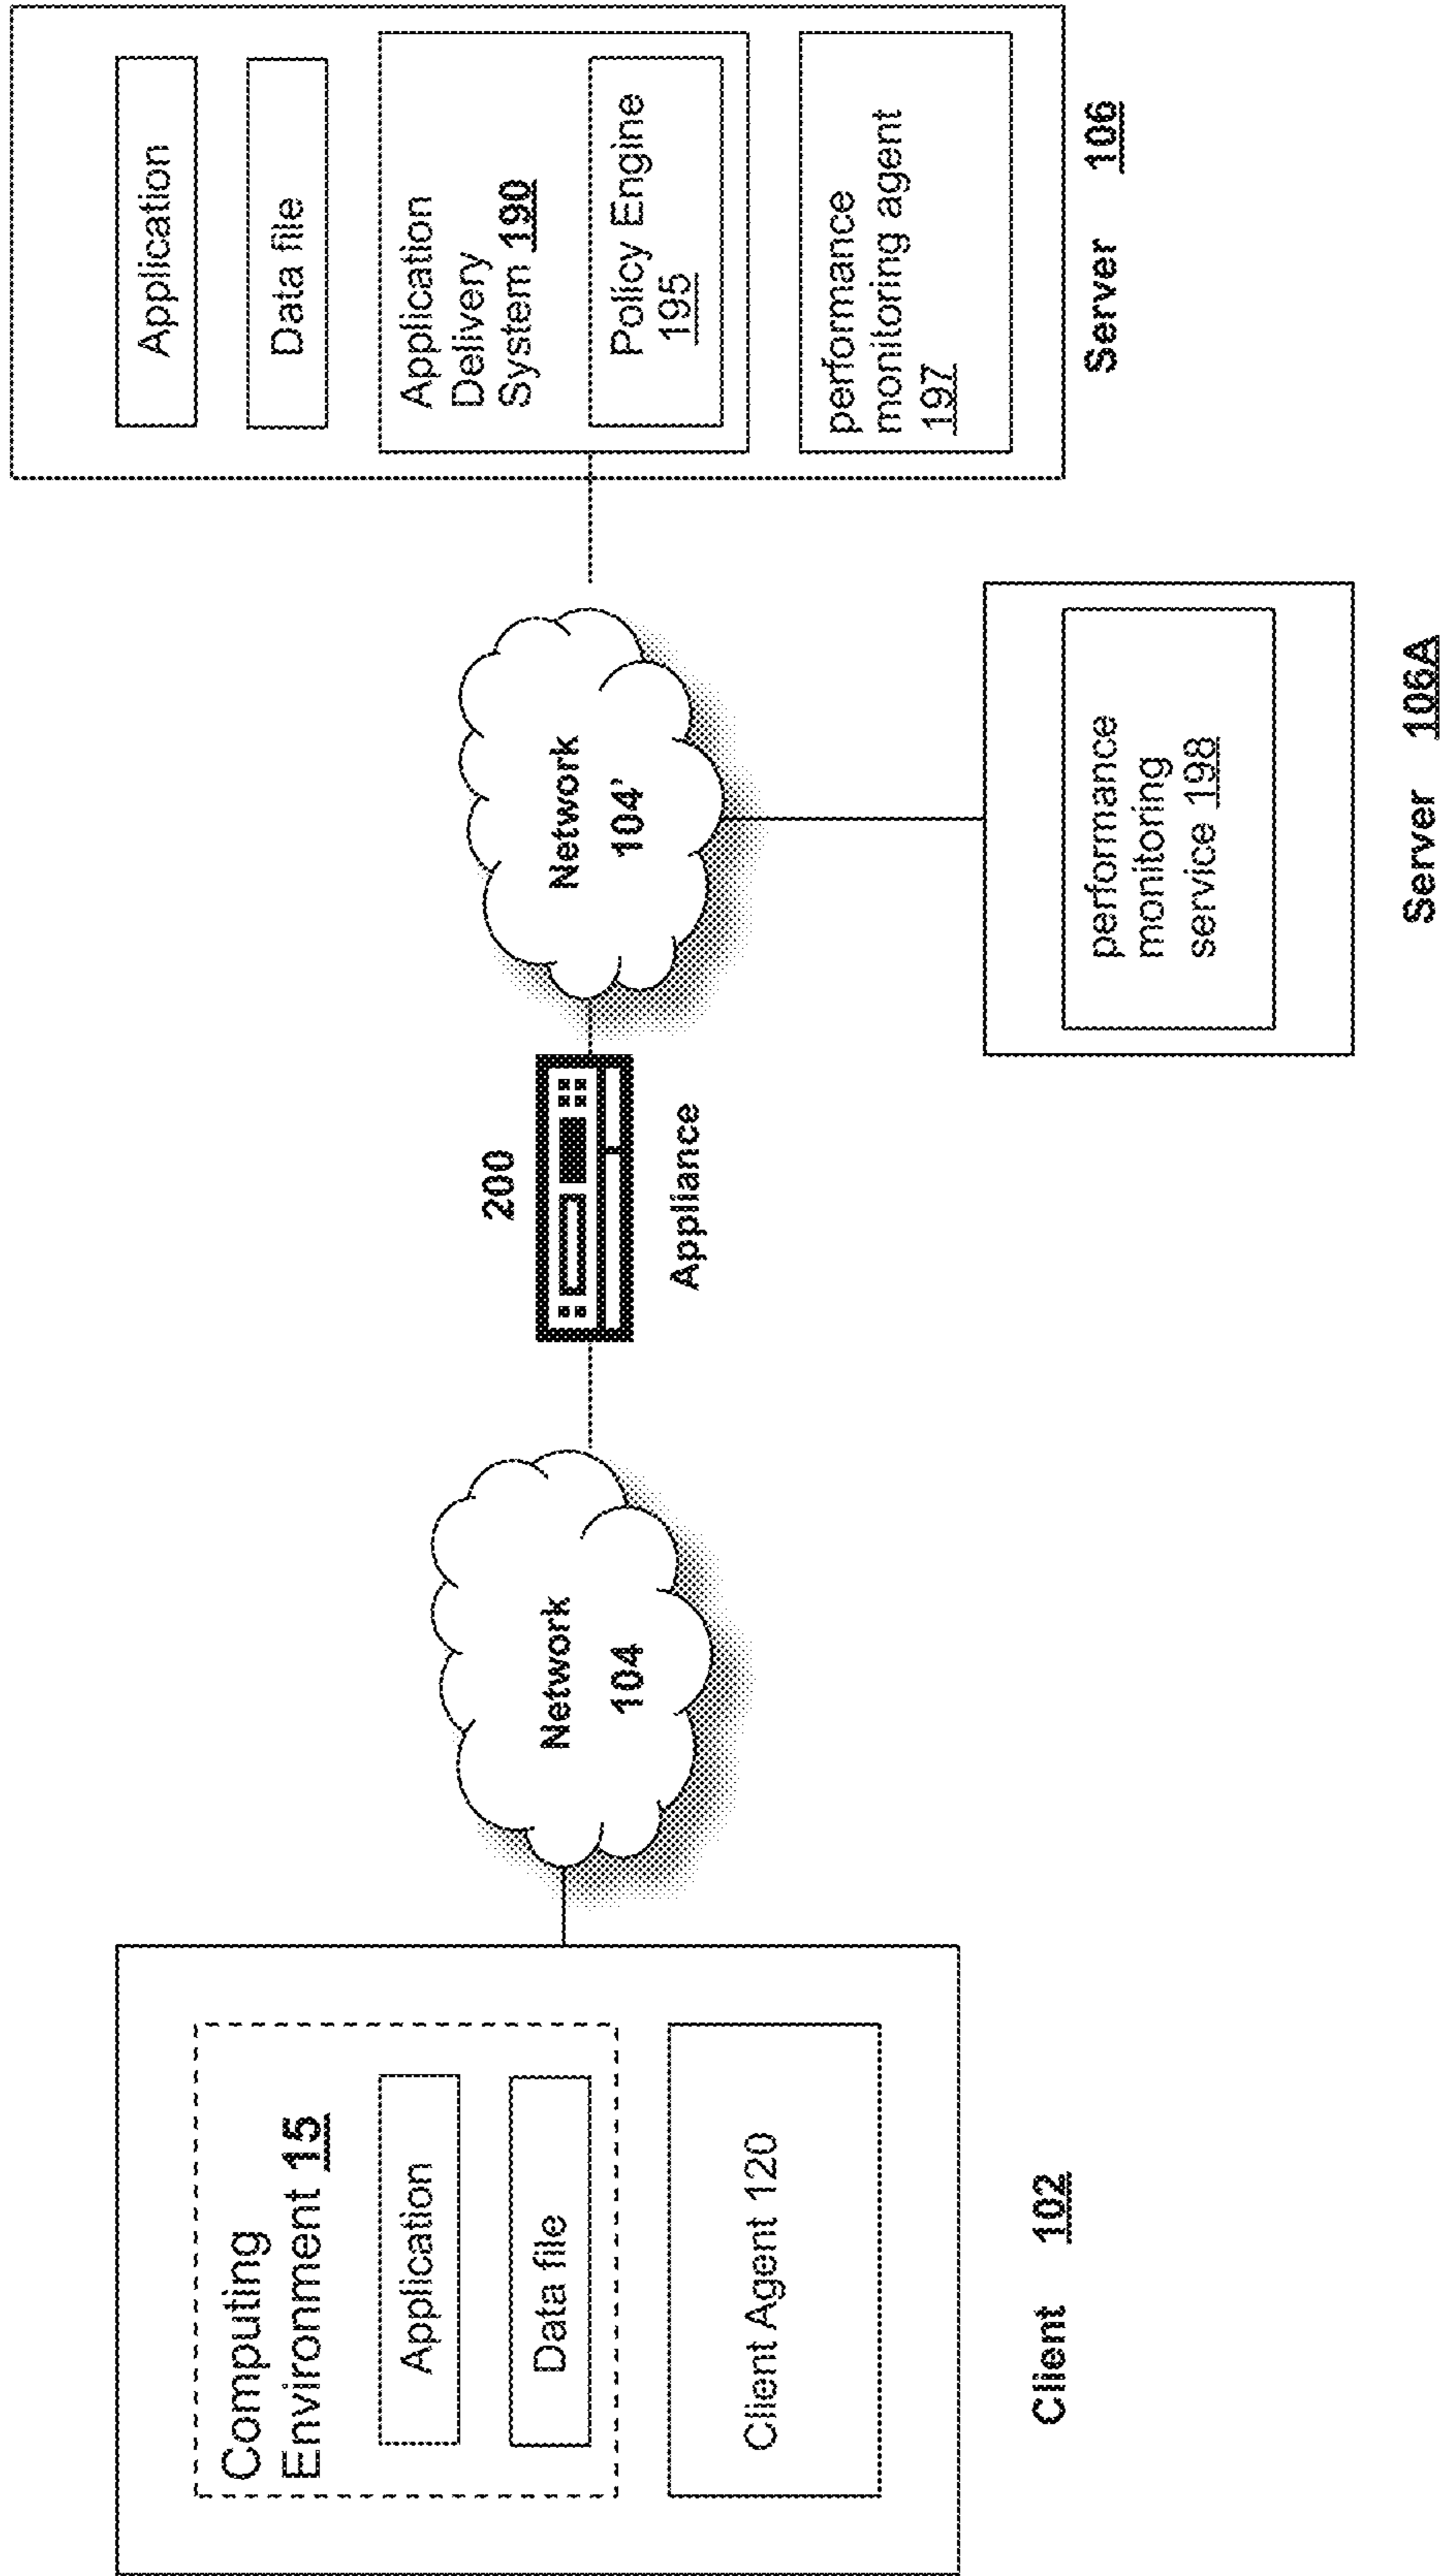 Computing
Environment 15
Application
Data file
Client Agent 120
Client 102
Network
104
200
Appliance
Network
104'
performance
monitoring
service 198
Server 106A
Application
Data file
Application
Delivery
System 190
Policy Engine
195
performance
monitoring agent
197
Server 106